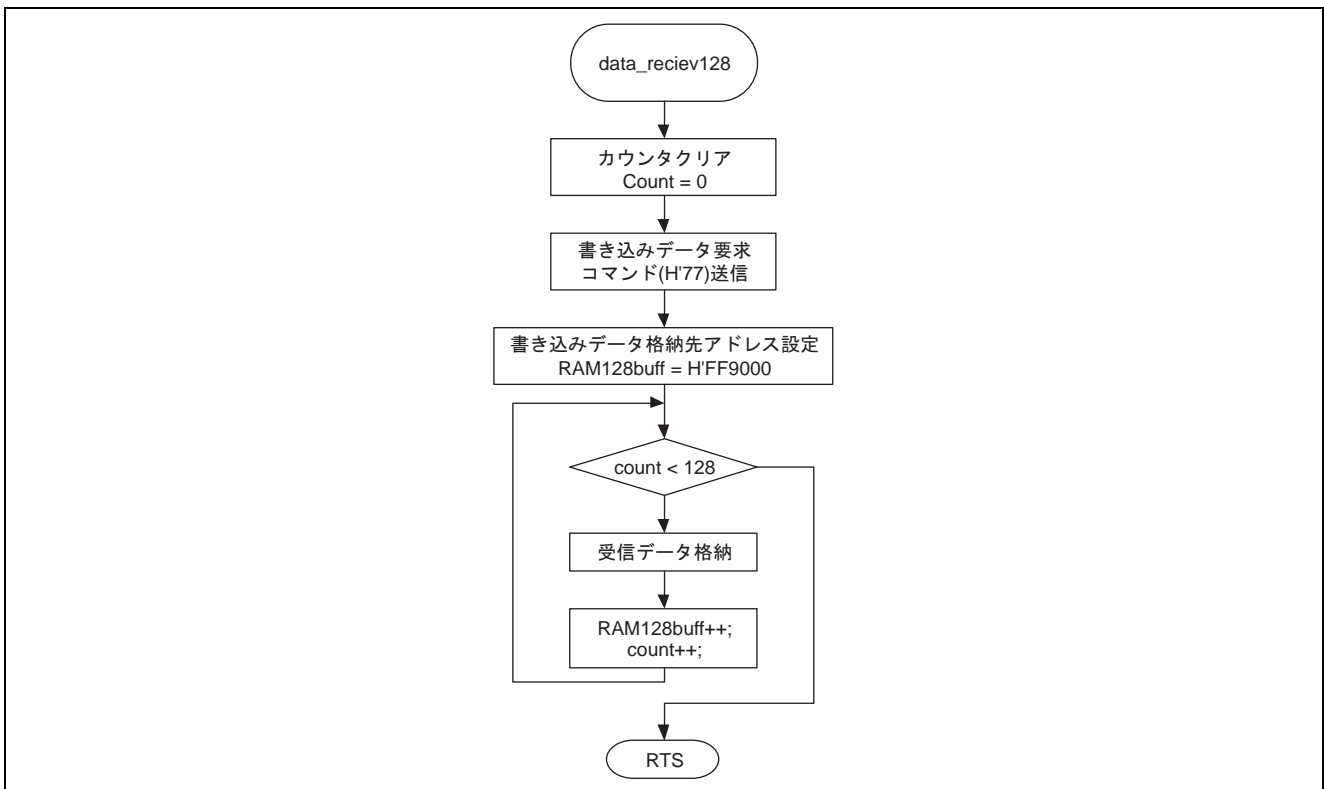 data_reciev128
カウンタクリア
Count = 0
書き込みデータ要求
コマンド(H'77)送信
書き込みデータ格納先アドレス設定
RAM128buff = H'FF9000
count < 128
受信データ格納
RAM128buff++;
count++;
RTS